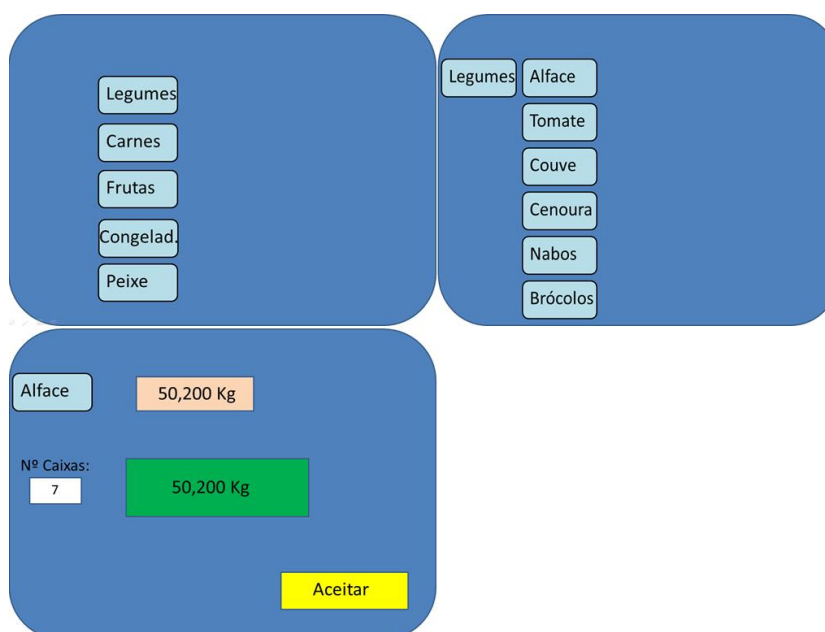 Legumes
Carnes
Frutas
Congelad.
Peixe
Legumes
Alface
Tomate
Couve
Cenoura
Nabos
Brócolos
Alface
50,200 Kg
Nº Caixas:
7
50,200 Kg
Aceitar